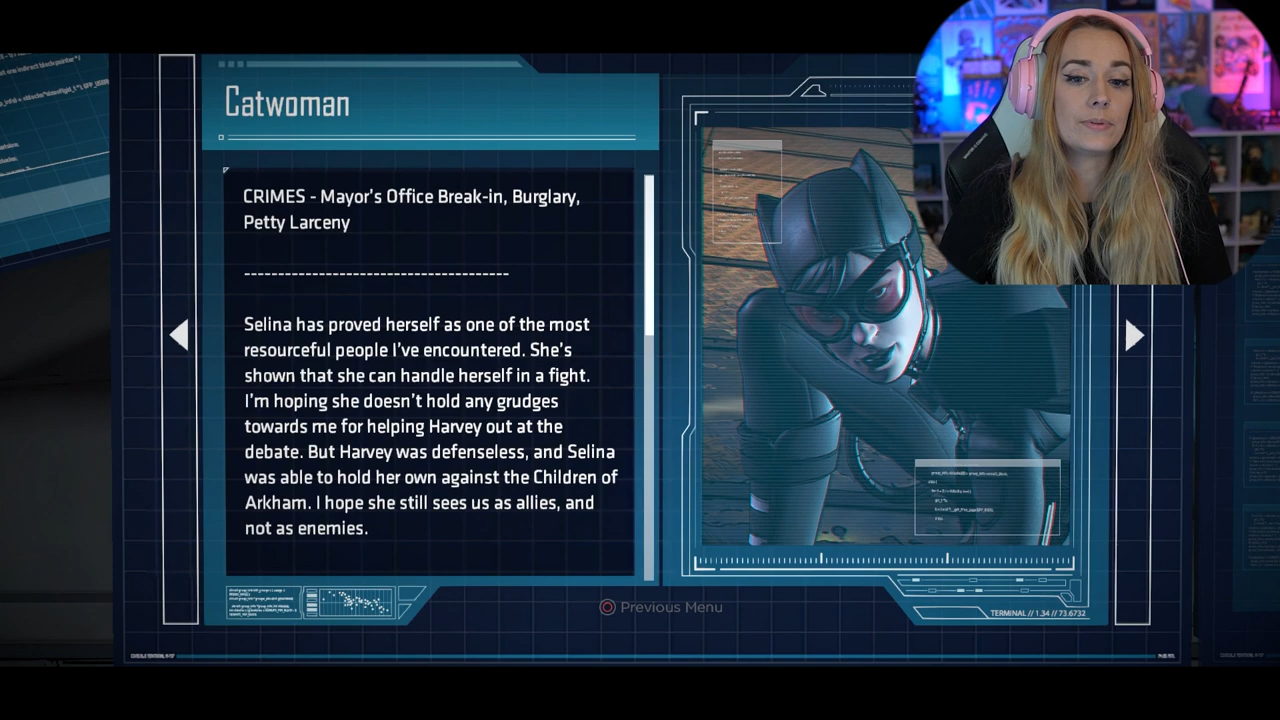 Catwoman
CRIMES - Mayor's Office Break-in, Burglary,
Petty Larceny
---------------------------------------
Selina has proved herself as one of the most
resourceful people I've encountered. She's
shown that she can handle herself in a fight.
I'm hoping she doesn't hold any grudges
towards me for helping Harvey out at the
debate. But Harvey was defenseless, and Selina
was able to hold her own against the Children of
Arkham. I hope she still sees us as allies, and
not as enemies.
Previous Menu
TERMINAL // 1.34 // 73.6732